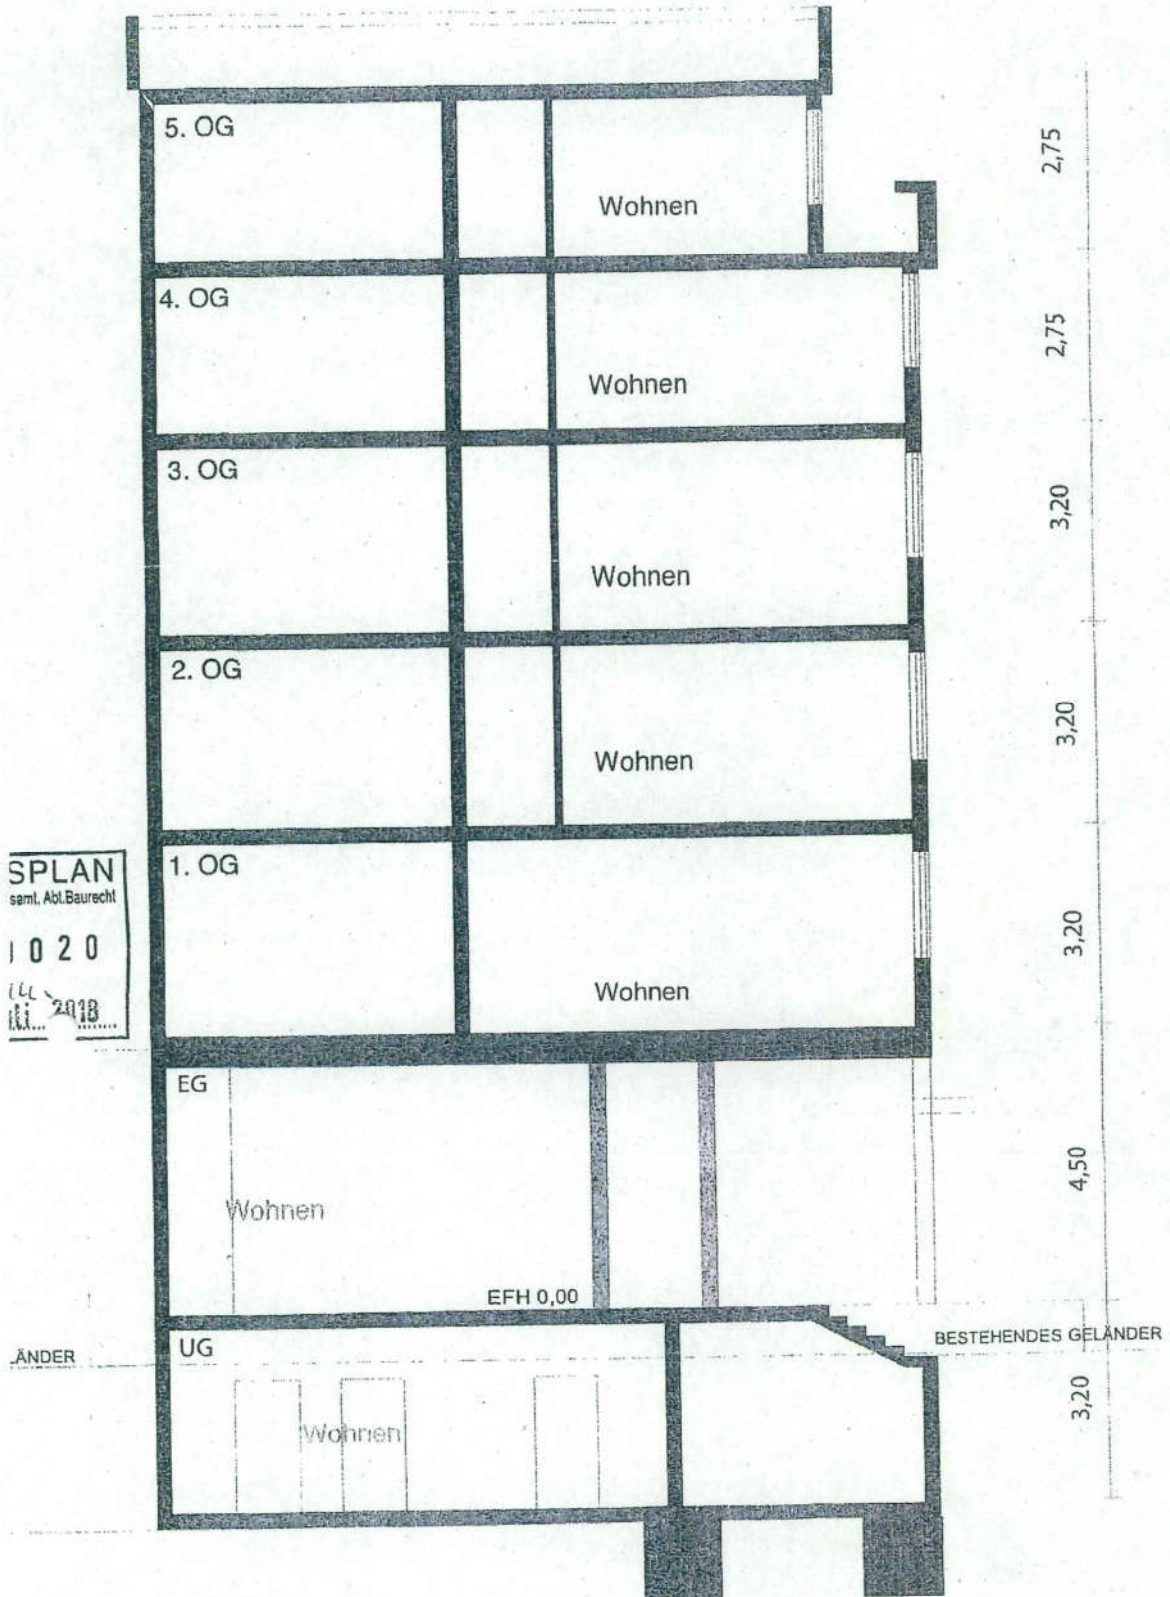 5. OG
2,75
Wohnen
4. OG
2,75
Wohnen
3. OG
3,20
Wohnen
2. OG
3,20
Wohnen
SPLAN
samt. Abt.Baurecht
020
2018
1. OG
3,20
Wohnen
EG
4,50
Wohnen
EFH 0,00
UG
BESTEHENDES GELÄNDER
ÄNDER
3,20
Wohnen